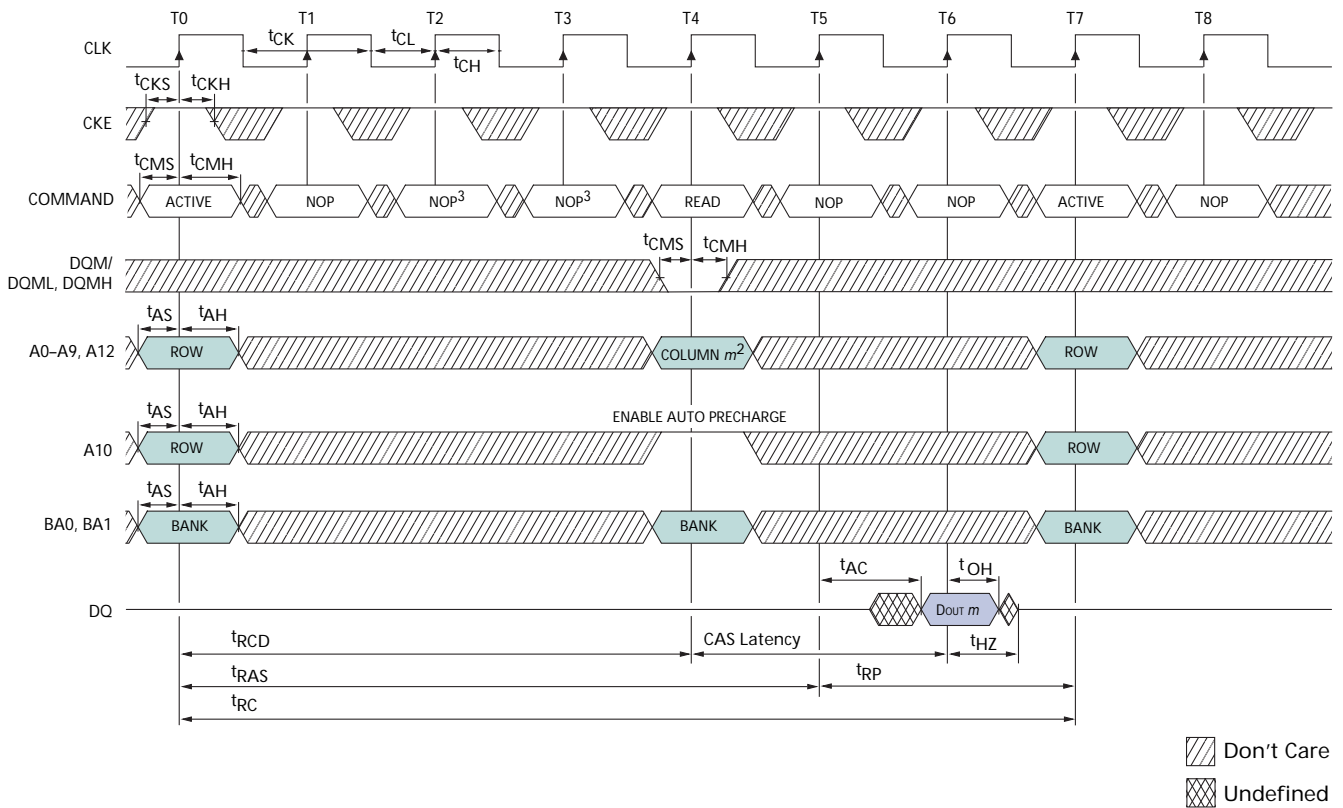 T0 T1 T2 T3 T4 T5 T6 T7 T8
CLK
tCK tCL
tCH
tCKS tCKH
CKE
tCMS tCMH
COMMAND ACTIVE NOP NOP3 NOP3 READ NOP NOP ACTIVE NOP
tCMS tCMH
DQM/
DQML, DQMH
tAS tAH
A0–A9, A12 ROW COLUMN m2 ROW
ENABLE AUTO PRECHARGE
tAS tAH
A10 ROW ROW
tAS tAH
BA0, BA1 BANK BANK BANK
tAC tOH
DQ DOUT m
tRCD CAS Latency tHZ
tRAS tRP
tRC
Don't Care
Undefined